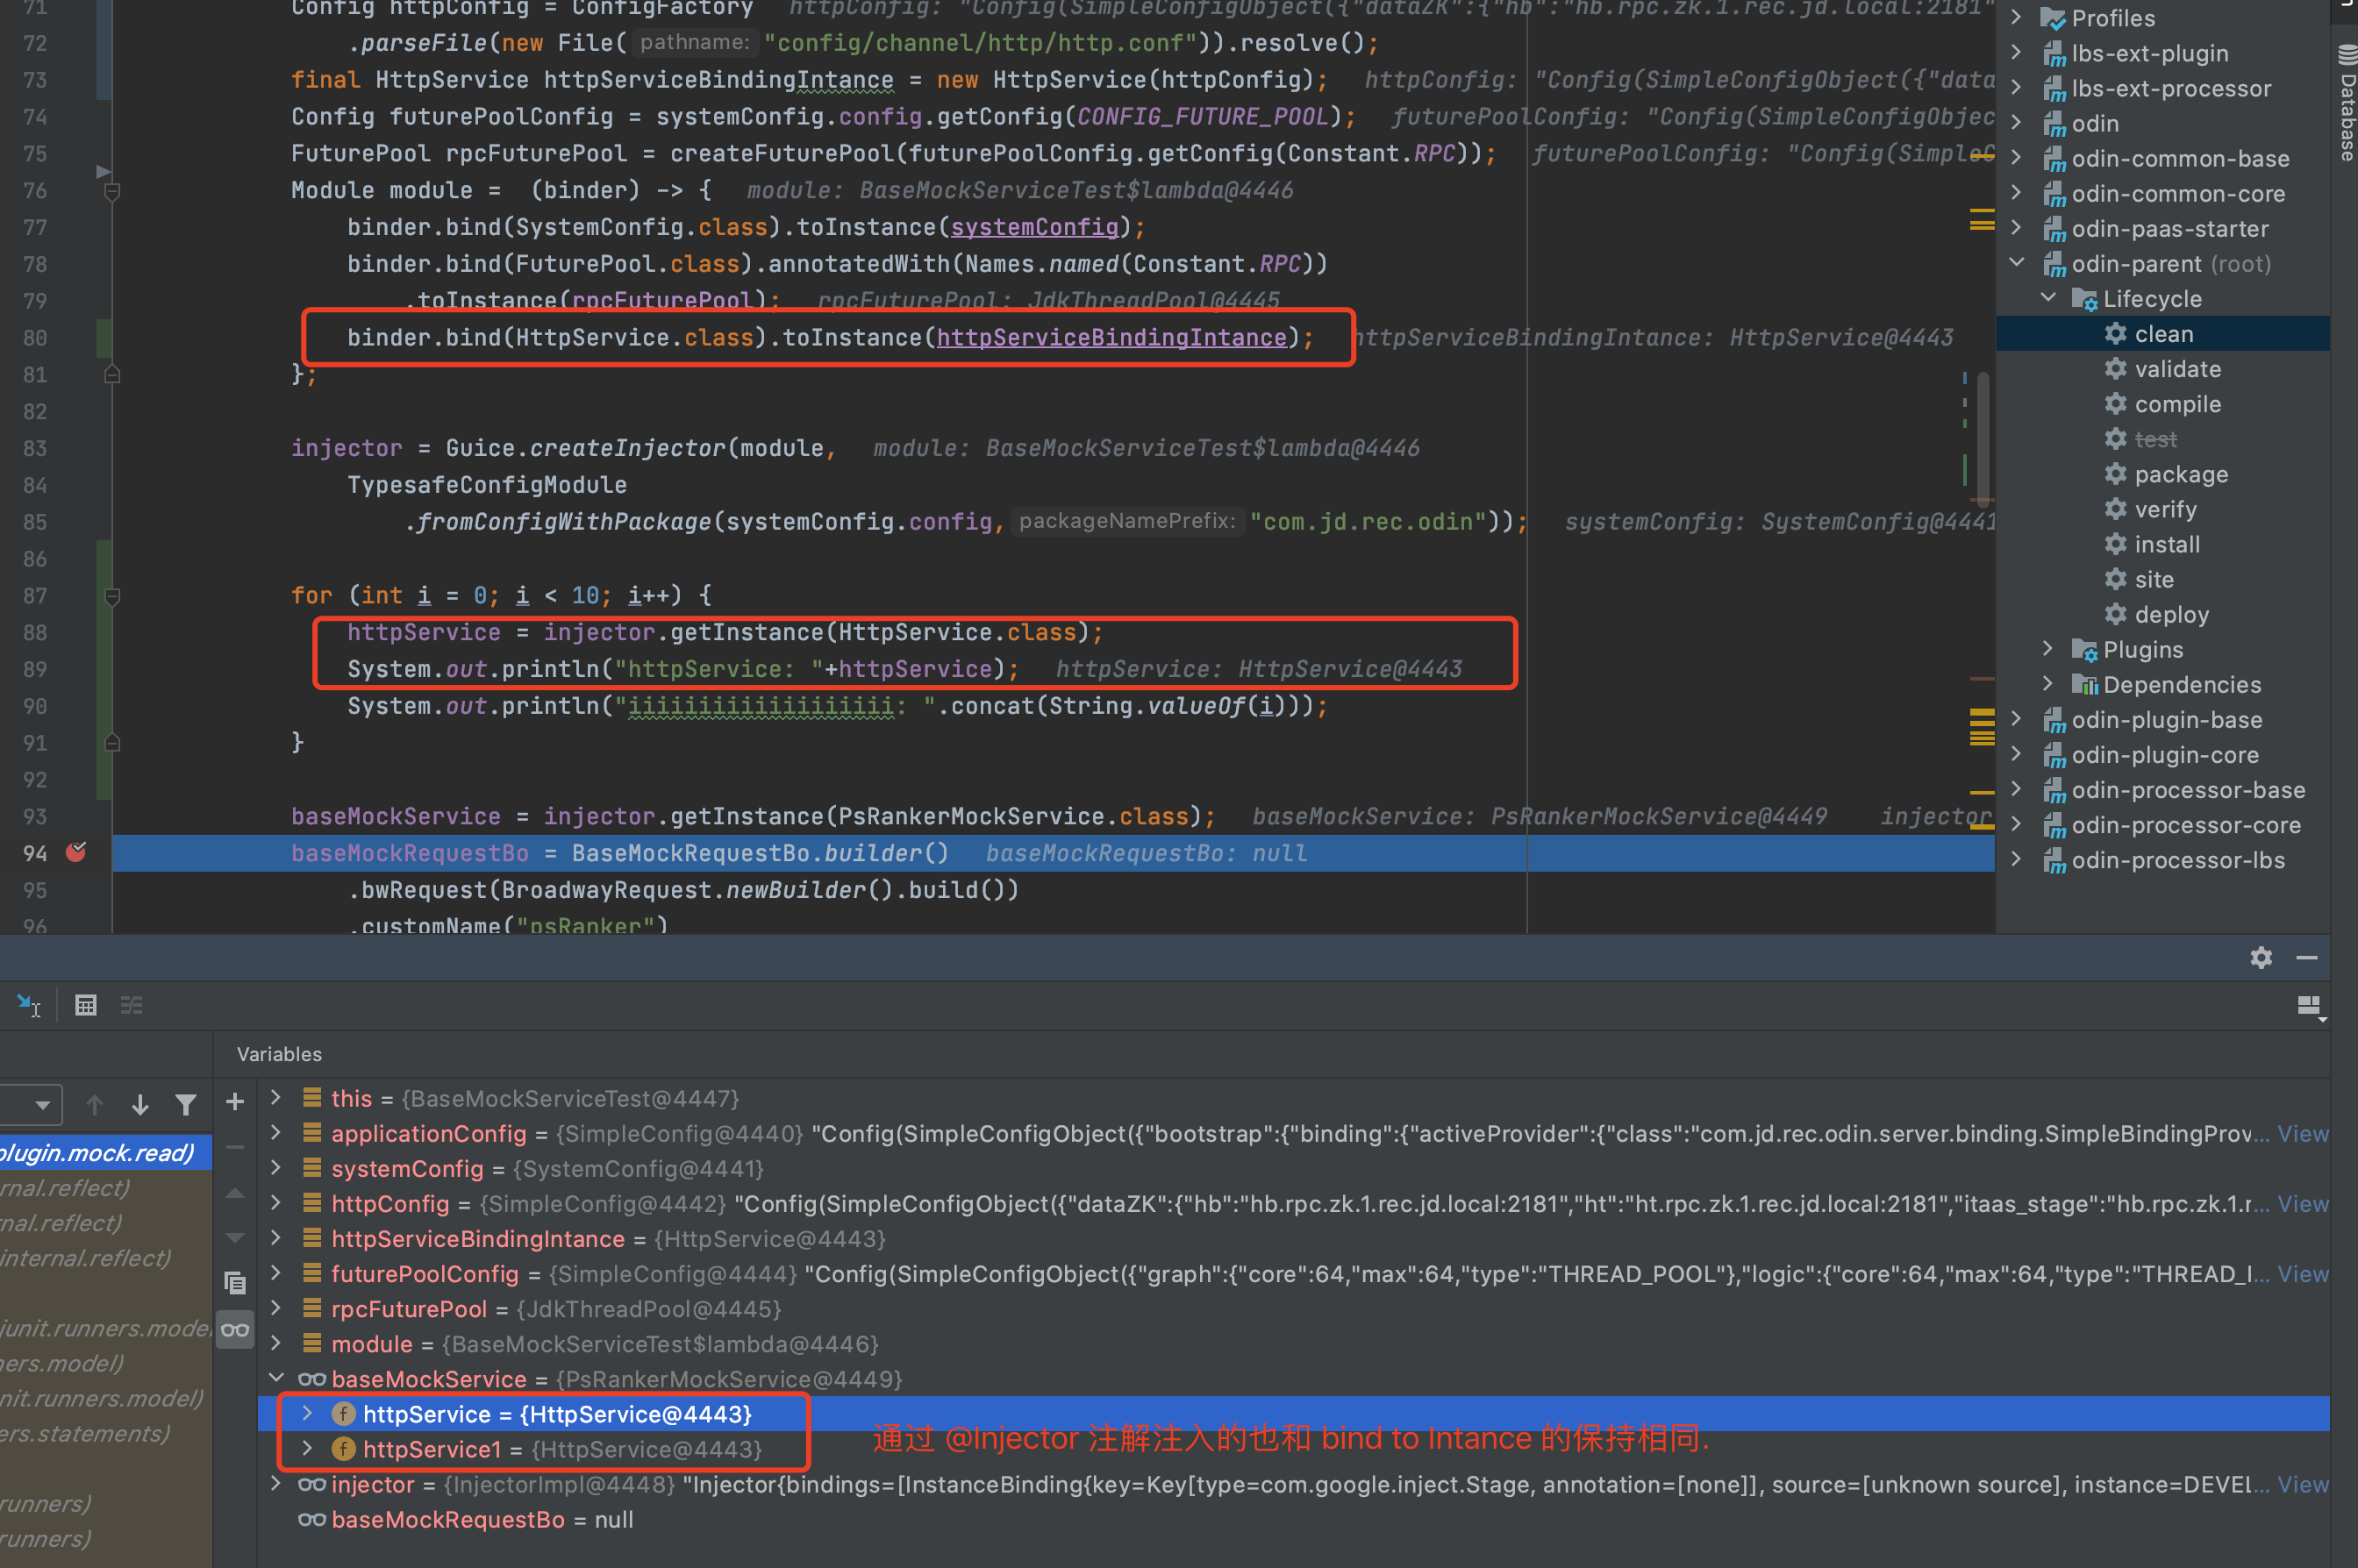 71 Config httpConfig = ConfigFactory httpConfig: "Config(SimpleConfigObject({"dataZK":{"hb":"hb.rpc.zk.1.rec.jd.local:2181"
72 .parseFile(new File( pathname: "config/channel/http/http.conf")).resolve();
73 final HttpService httpServiceBindingIntance = new HttpService(httpConfig); httpConfig: "Config(SimpleConfigObject({"data
74 Config futurePoolConfig = systemConfig.config.getConfig(CONFIG_FUTURE_POOL); futurePoolConfig: "Config(SimpleConfigObjec
75 FuturePool rpcFuturePool = createFuturePool(futurePoolConfig.getConfig(Constant.RPC)); futurePoolConfig: "Config(SimpleC
76 Module module = (binder) -> { module: BaseMockServiceTest$lambda@4446
77 binder.bind(SystemConfig.class).toInstance(systemConfig);
78 binder.bind(FuturePool.class).annotatedWith(Names.named(Constant.RPC))
79 .toInstance(rpcFuturePool); rpcFuturePool: JdkThreadPool@4445
80 binder.bind(HttpService.class).toInstance(httpServiceBindingIntance); httpServiceBindingIntance: HttpService@4443
81 };
82
83 injector = Guice.createInjector(module, module: BaseMockServiceTest$lambda@4446
84 TypesafeConfigModule
85 .fromConfigWithPackage(systemConfig.config, packageNamePrefix: "com.jd.rec.odin")); systemConfig: SystemConfig@4441
86
87 for (int i = 0; i < 10; i++) {
88 httpService = injector.getInstance(HttpService.class);
89 System.out.println("httpService: "+httpService); httpService: HttpService@4443
90 System.out.println("iiiiiiiiiiiiiiiiiii: ".concat(String.valueOf(i)));
91 }
92
93 baseMockService = injector.getInstance(PsRankerMockService.class); baseMockService: PsRankerMockService@4449 injector
94 baseMockRequestBo = BaseMockRequestBo.builder() baseMockRequestBo: null
95 .bwRequest(BroadwayRequest.newBuilder().build())
96 .customName("psRanker")
Profiles
lbs-ext-plugin
lbs-ext-processor
odin
odin-common-base
odin-common-core
odin-paas-starter
odin-parent (root)
Lifecycle
clean
validate
compile
test
package
verify
install
site
deploy
Plugins
Dependencies
odin-plugin-base
odin-plugin-core
odin-processor-base
odin-processor-core
odin-processor-lbs
Database
Variables
plugin.mock.read)
rnal.reflect)
nal.reflect)
internal.reflect)
junit.runners.model
ners.model)
nit.runners.model)
ers.statements)
runners)
runners)
this = {BaseMockServiceTest@4447}
applicationConfig = {SimpleConfig@4440} "Config(SimpleConfigObject({"bootstrap":{"binding":{"activeProvider":{"class":"com.jd.rec.odin.server.binding.SimpleBindingProv... View
systemConfig = {SystemConfig@4441}
httpConfig = {SimpleConfig@4442} "Config(SimpleConfigObject({"dataZK":{"hb":"hb.rpc.zk.1.rec.jd.local:2181","ht":"ht.rpc.zk.1.rec.jd.local:2181","itaas_stage":"hb.rpc.zk.1.r... View
httpServiceBindingIntance = {HttpService@4443}
futurePoolConfig = {SimpleConfig@4444} "Config(SimpleConfigObject({"graph":{"core":64,"max":64,"type":"THREAD_POOL"},"logic":{"core":64,"max":64,"type":"THREAD_I... View
rpcFuturePool = {JdkThreadPool@4445}
module = {BaseMockServiceTest$lambda@4446}
baseMockService = {PsRankerMockService@4449}
httpService = {HttpService@4443}
httpService1 = {HttpService@4443}
通过 @Injector 注解注入的也和 bind to Intance 的保持相同.
injector = {InjectorImpl@4448} "Injector{bindings=[InstanceBinding{key=Key[type=com.google.inject.Stage, annotation=[none]], source=[unknown source], instance=DEVEL... View
baseMockRequestBo = null